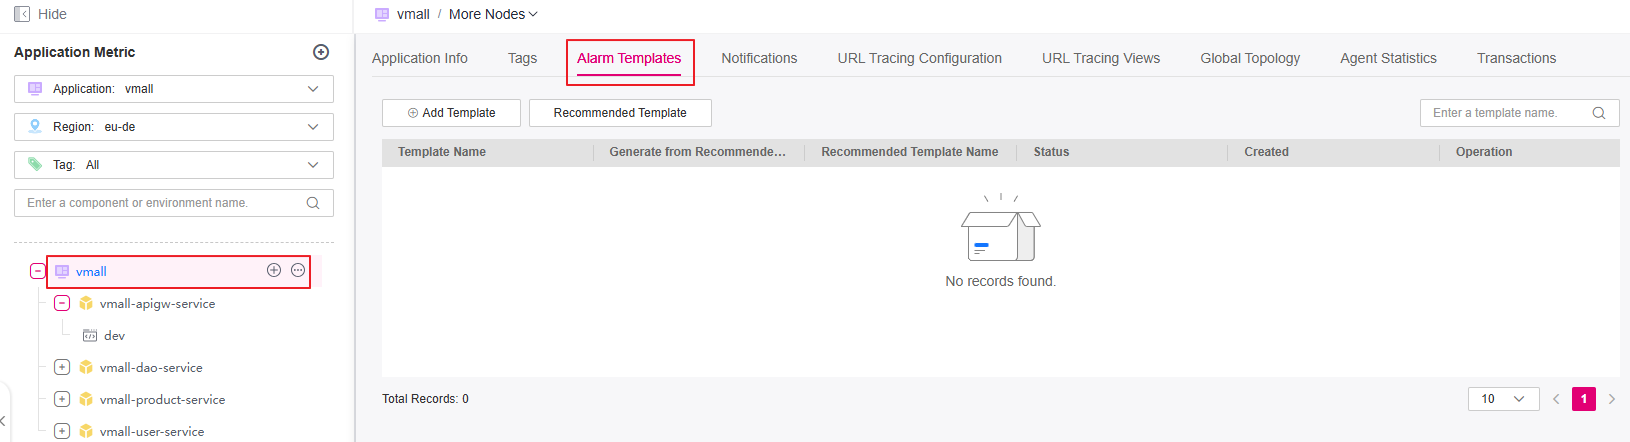 Hide
vmall / More Nodes
Application Metric
Application: vmall
Region: eu-de
Tag: All
Enter a component or environment name.
vmall
vmall-apigw-service
dev
vmall-dao-service
vmall-product-service
vmall-user-service
Application Info Tags Alarm Templates Notifications URL Tracing Configuration URL Tracing Views Global Topology Agent Statistics Transactions
Add Template Recommended Template Enter a template name.
Template Name Generate from Recommende... Recommended Template Name Status Created Operation
No records found.
Total Records: 0 10 1